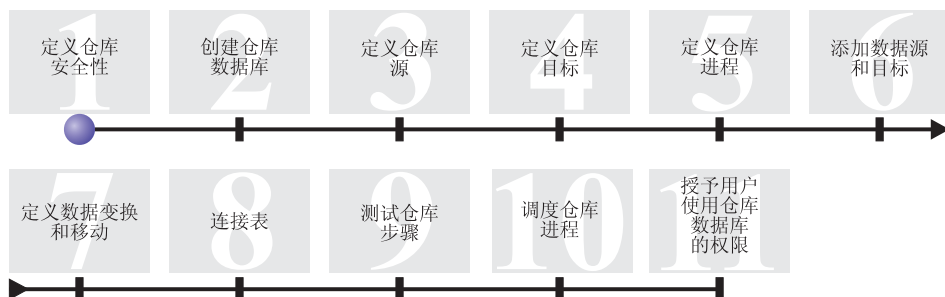 1
定义仓库
安全性
2
创建仓库
数据库
3
定义仓库
源
4
定义仓库
目标
5
定义仓库
进程
6
添加数据源
和目标
7
定义数据变换
和移动
8
连接表
9
测试仓库
步骤
10
调度仓库
进程
11
授予用户
使用仓库
数据库
的权限